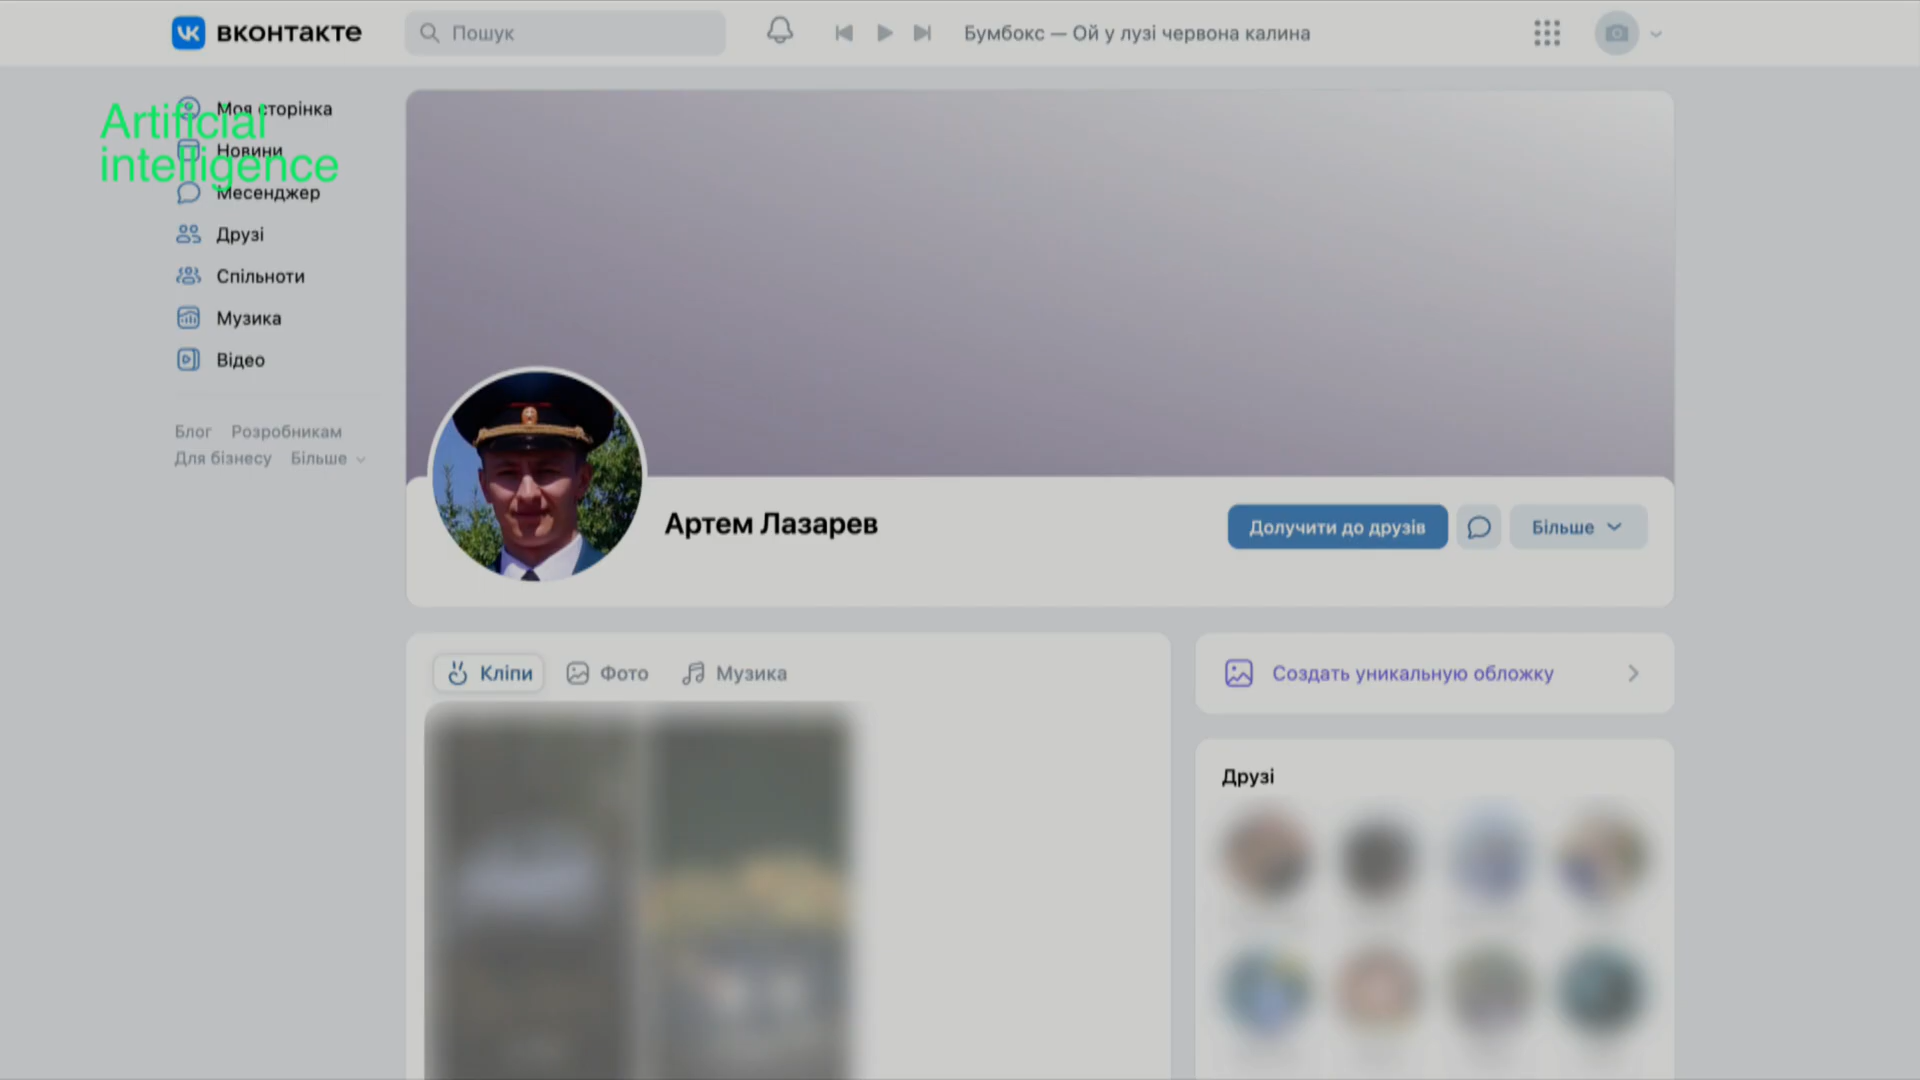 вконтакте
Пошук
Бумбокс — Ой у лузі червона калина
Artificial
intelligence
Моя сторінка
Новини
Месенджер
Друзі
Спільноти
Музика
Відео
Блог Розробникам
Для бізнесу Більше
Артем Лазарев
Долучити до друзів
Більше
Кліпи
Фото
Музика
Создать уникальную обложку
Друзі